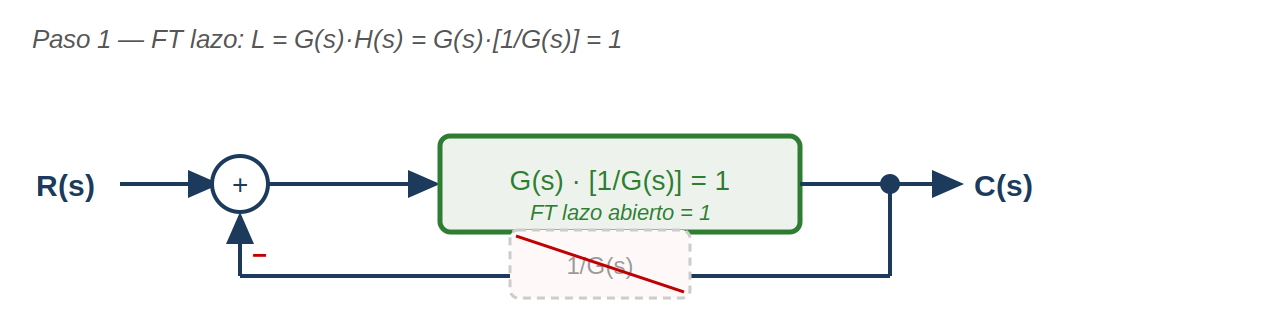 Paso 1 — FT lazo: L = G(s)·H(s) = G(s)·[1/G(s)] = 1
R(s)
+
G(s) · [1/G(s)] = 1
FT lazo abierto = 1
C(s)
−
1/G(s)